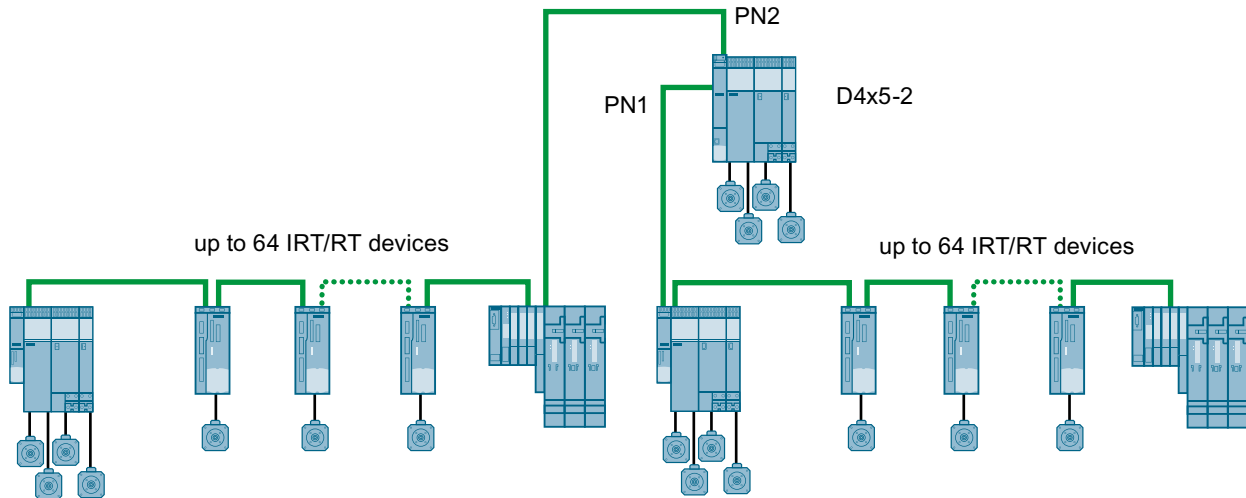 PN2
PN1
D4x5-2
up to 64 IRT/RT devices
up to 64 IRT/RT devices